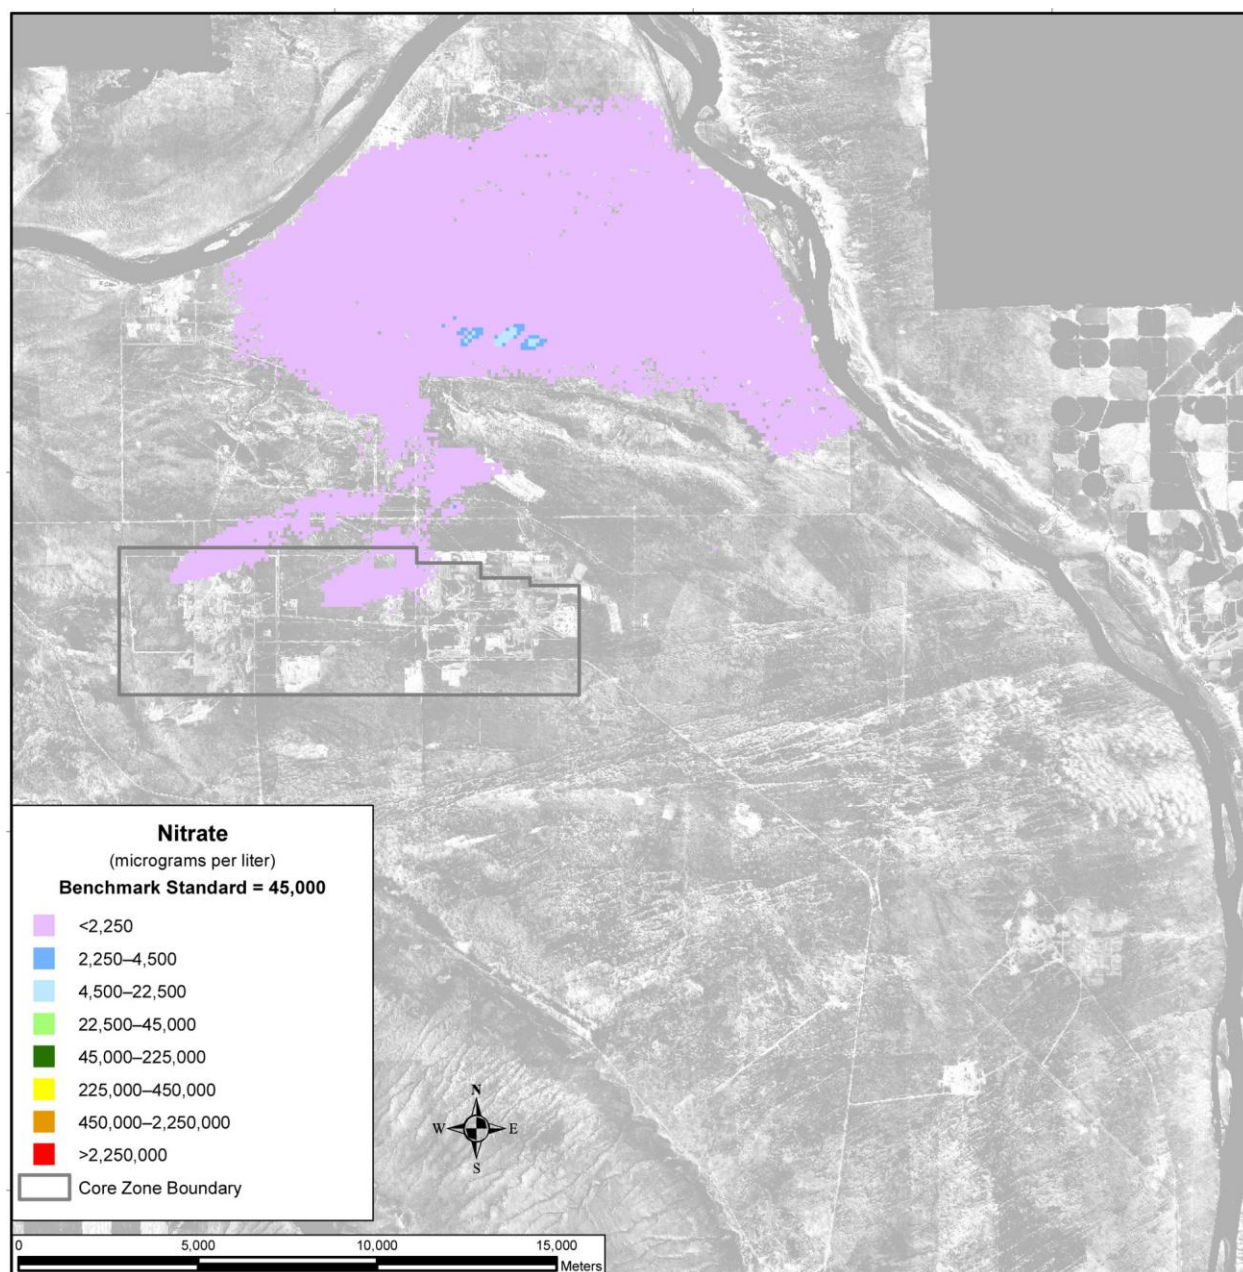 Nitrate
(micrograms per liter)
Benchmark Standard = 45,000
<2,250
2,250–4,500
4,500–22,500
22,500–45,000
45,000–225,000
225,000–450,000
450,000–2,250,000
>2,250,000
Core Zone Boundary
N
W E
S
0 5,000 10,000 15,000
Meters